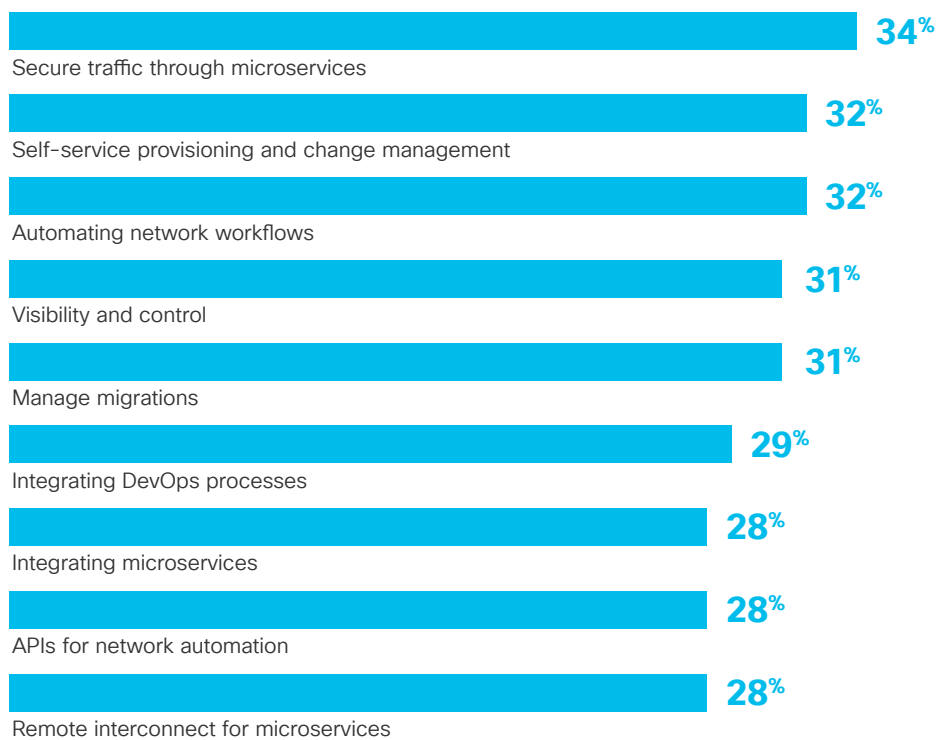 34%
Secure traffic through microservices
32%
Self-service provisioning and change management
32%
Automating network workflows
31%
Visibility and control
31%
Manage migrations
29%
Integrating DevOps processes
28%
Integrating microservices
28%
APIs for network automation
28%
Remote interconnect for microservices